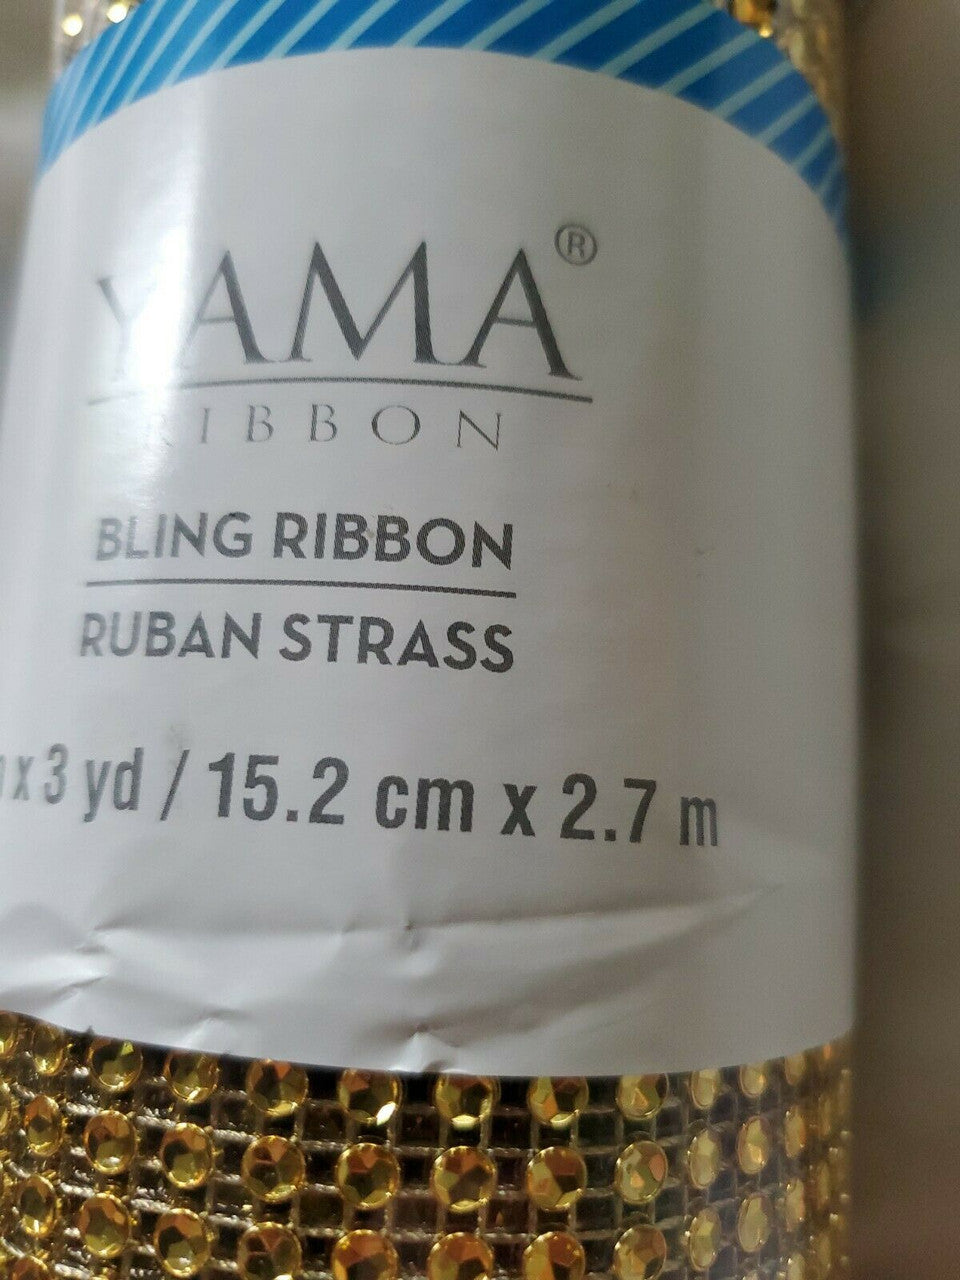 YAMA®
RIBBON
BLING RIBBON
RUBAN STRASS
x 3 yd / 15.2 cm x 2.7 m